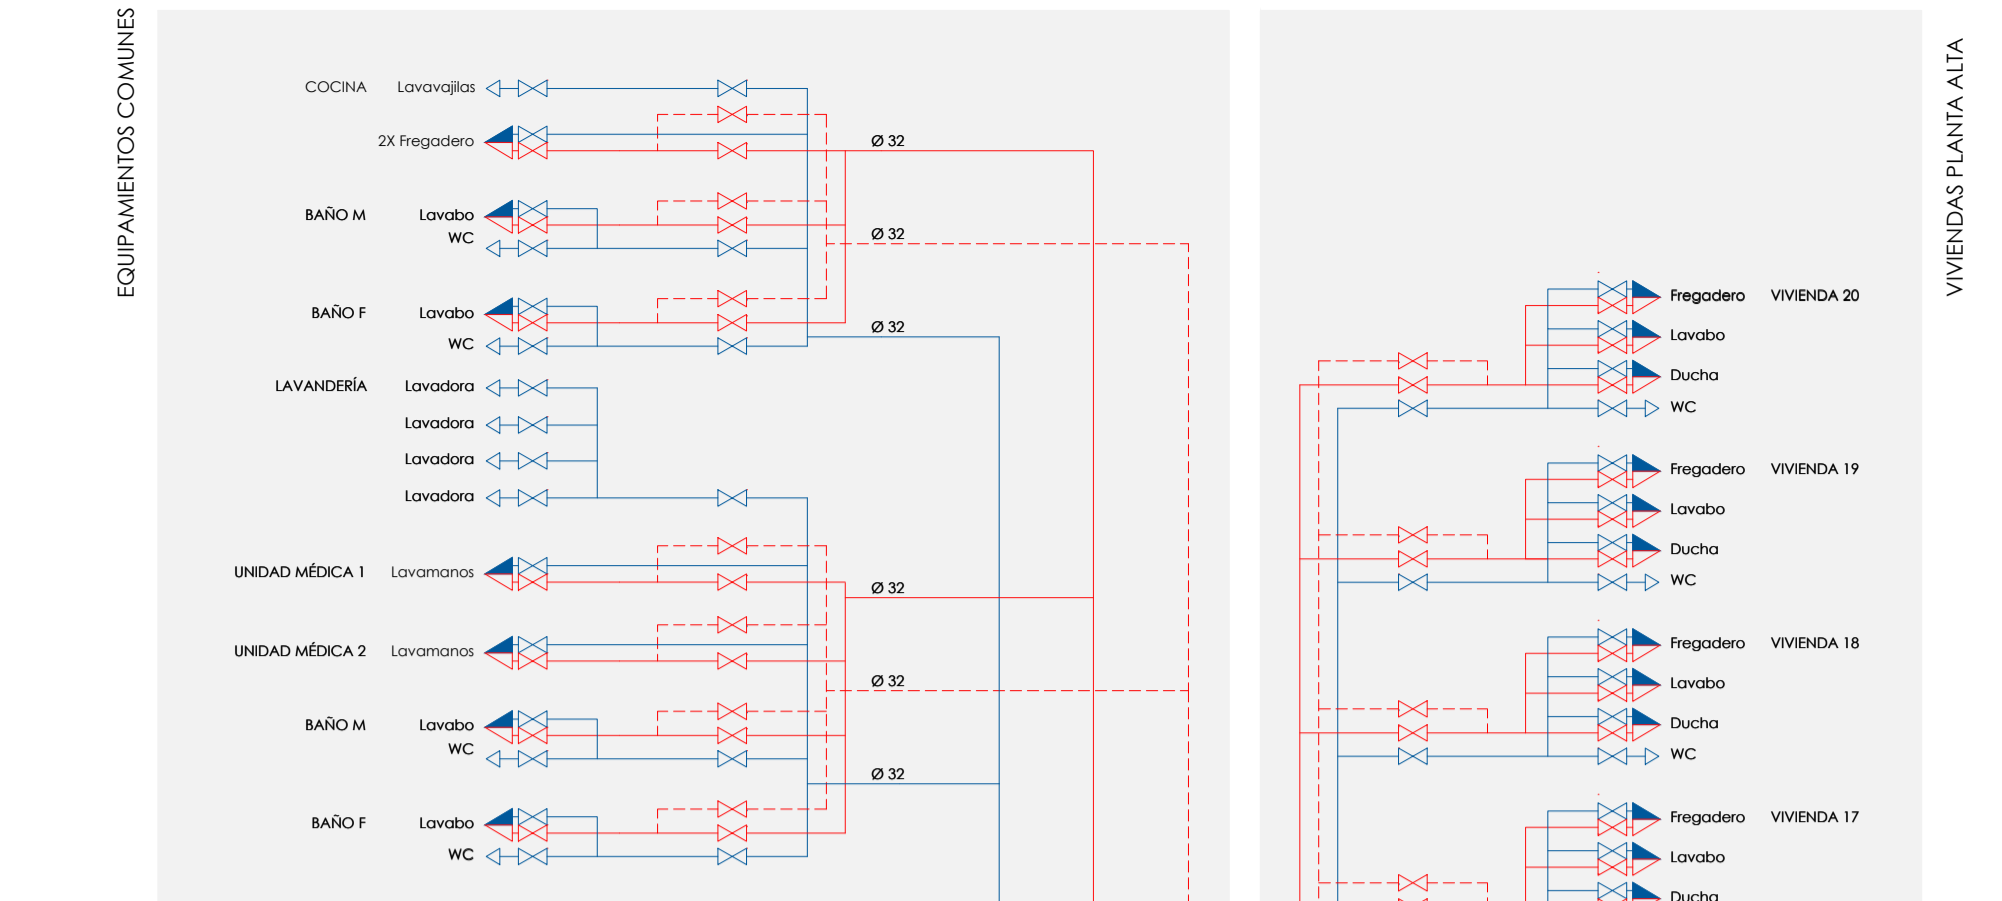 EQUIPAMIENTOS COMUNES
COCINA Lavavajilas
2X Fregadero
Ø 32
BAÑO M Lavabo
WC
Ø 32
BAÑO F Lavabo
Ø 32
WC
LAVANDERÍA Lavadora
Lavadora
Lavadora
Lavadora
UNIDAD MÉDICA 1 Lavamanos
Ø 32
UNIDAD MÉDICA 2 Lavamanos
Ø 32
BAÑO M Lavabo
WC
Ø 32
BAÑO F Lavabo
WC
VIVIENDAS PLANTA ALTA
Fregadero VIVIENDA 20
Lavabo
Ducha
WC
Fregadero VIVIENDA 19
Lavabo
Ducha
WC
Fregadero VIVIENDA 18
Lavabo
Ducha
WC
Fregadero VIVIENDA 17
Lavabo
Ducha